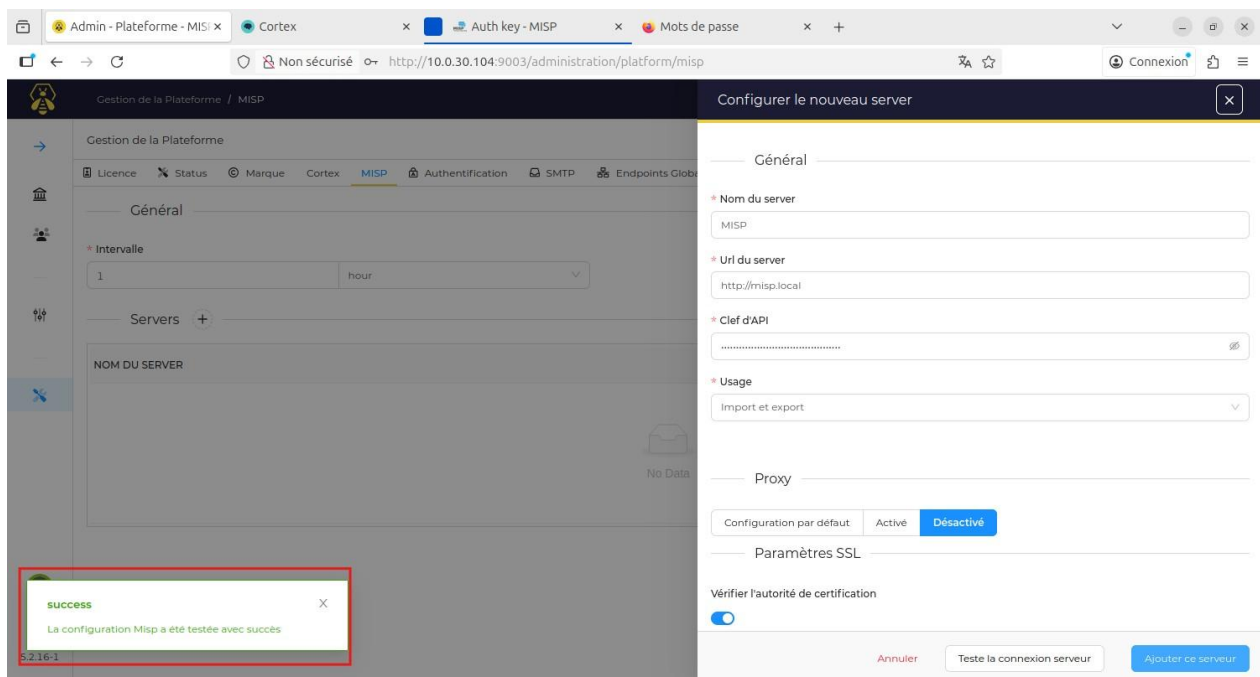 Admin - Plateforme - MIS
Cortex
Auth key - MISP
Mots de passe
Non sécurisé
http://10.0.30.104:9003/administration/platform/misp
Connexion
Gestion de la Plateforme / MISP
Gestion de la Plateforme
Licence Status Marque Cortex MISP Authentification SMTP Endpoints Globa
Général
* Intervalle
1 hour
Servers +
NOM DU SERVER
No Data
success
La configuration Misp a été testée avec succès
5.2.16-1
Configurer le nouveau server
Général
* Nom du server
MISP
* Url du server
http://misp.local
* Clef d'API
* Usage
Import et export
Proxy
Configuration par défaut Activé Désactivé
Paramètres SSL
Vérifier l'autorité de certification
Annuler Teste la connexion serveur Ajouter ce serveur